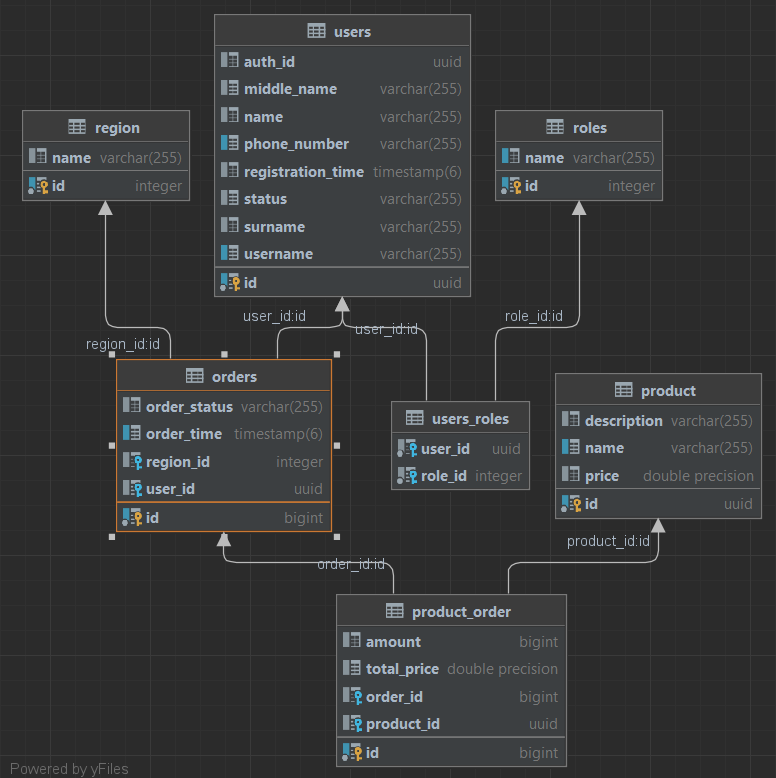 users
auth_id uuid
middle_name varchar(255)
name varchar(255)
phone_number varchar(255)
registration_time timestamp(6)
status varchar(255)
surname varchar(255)
username varchar(255)
id uuid
region
name varchar(255)
id integer
roles
name varchar(255)
id integer
user_id:id
user_id:id
role_id:id
region_id:id
orders
order_status varchar(255)
order_time timestamp(6)
region_id integer
user_id uuid
id bigint
users_roles
user_id uuid
role_id integer
product
description varchar(255)
name varchar(255)
price double precision
id uuid
product_id:id
order_id:id
product_order
amount bigint
total_price double precision
order_id bigint
product_id uuid
id bigint
Powered by yFiles